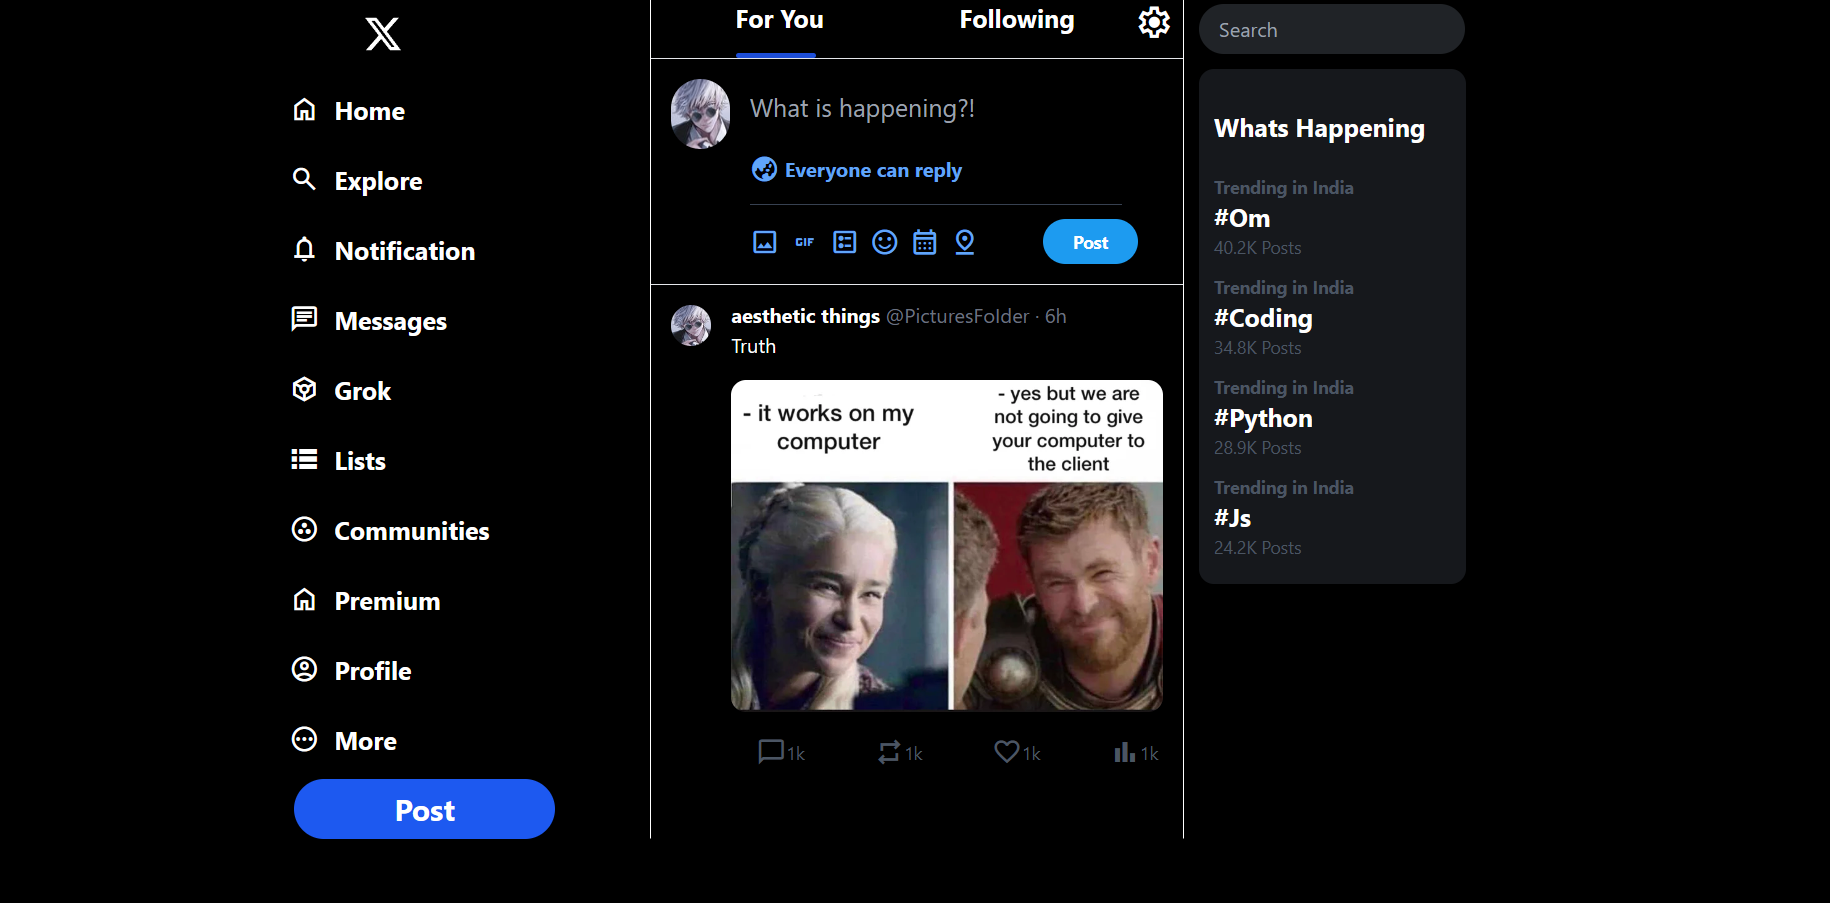 Home
Explore
Notification
Messages
Grok
Lists
Communities
Premium
Profile
More
Post
For You
Following
What is happening?!
Everyone can reply
GIF
Post
aesthetic things @PicturesFolder · 6h
Truth
- it works on my
computer
- yes but we are
not going to give
your computer to
the client
1k
1k
1k
1k
Search
Whats Happening
Trending in India
#Om
40.2K Posts
Trending in India
#Coding
34.8K Posts
Trending in India
#Python
28.9K Posts
Trending in India
#Js
24.2K Posts